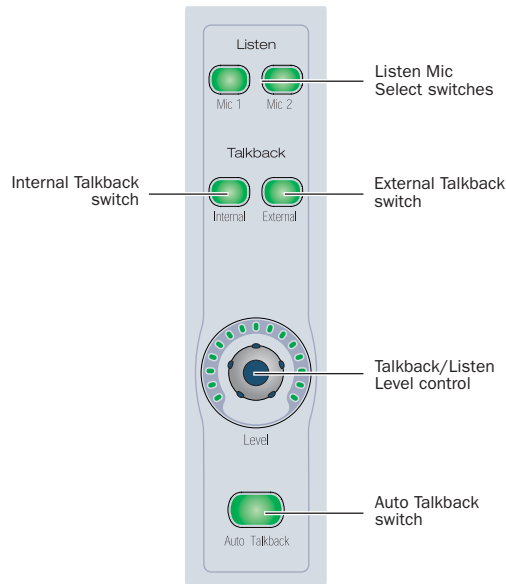 Listen
Listen Mic
Select switches
Mic 1
Mic 2
Talkback
Internal Talkback
switch
External Talkback
switch
Internal
External
Talkback/Listen
Level control
Level
Auto Talkback
switch
Auto Talkback